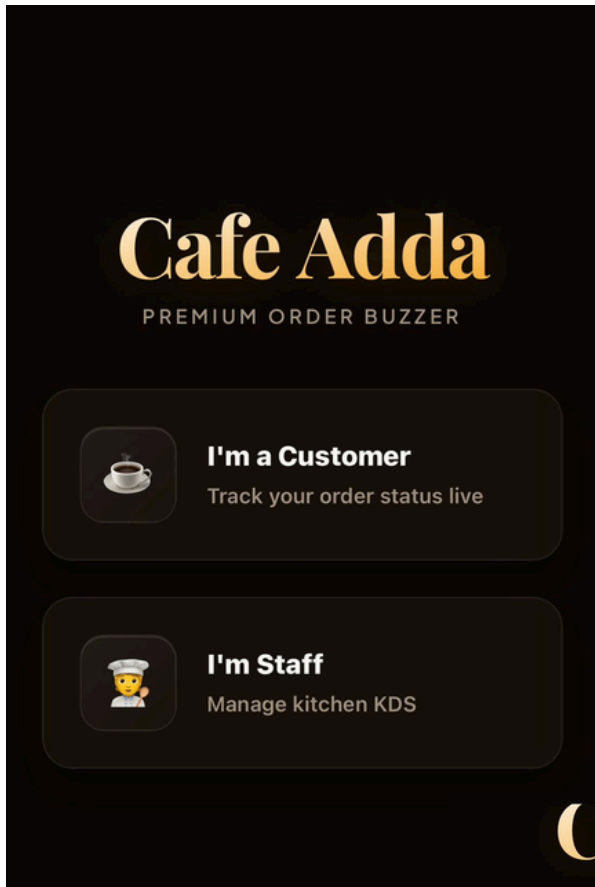 Cafe Adda
PREMIUM ORDER BUZZER
I'm a Customer
Track your order status live
I'm Staff
Manage kitchen KDS